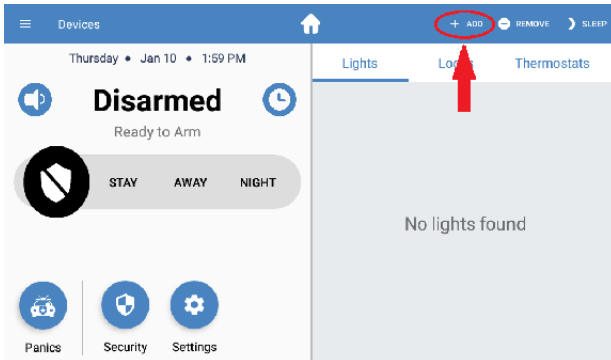 Devices
+ ADD
REMOVE
SLEEP
Thursday • Jan 10 • 1:59 PM
Disarmed
Ready to Arm
STAY AWAY NIGHT
Panics Security Settings
Lights Thermostats
No lights found